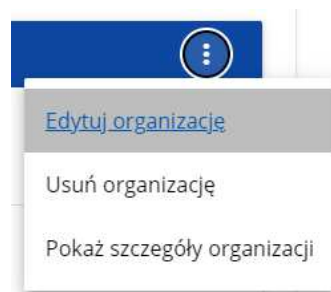 Edytuj organizację
Usuń organizację
Pokaż szczegóły organizacji